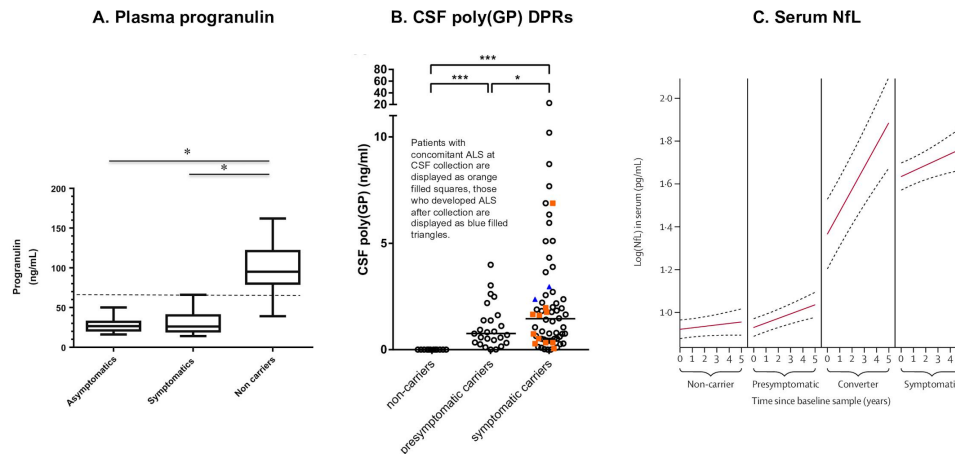 A. Plasma progranulin
*
*
Progranulin
(ng/mL)
200
150
100
50
0
Asymptomatics
Symptomatics
Non carriers
B. CSF poly(GP) DPRs
***
***
*
CSF poly(GP) (ng/ml)
80
60
40
20
10
5
0
Patients with
concomitant ALS at
CSF collection are
displayed as orange
filled squares, those
who developed ALS
after collection are
displayed as blue filled
triangles.
non-carriers
presymptomatic carriers
symptomatic carriers
C. Serum NfL
Log(NfL) in serum (pg/mL)
2·0
1·8
1·6
1·2
1·0
0 1 2 3 4 5 0 1 2 3 4 5 0 1 2 3 4 5 0 1 2 3 4
Non-carrier Presymptomatic Converter Symptomati
Time since baseline sample (years)